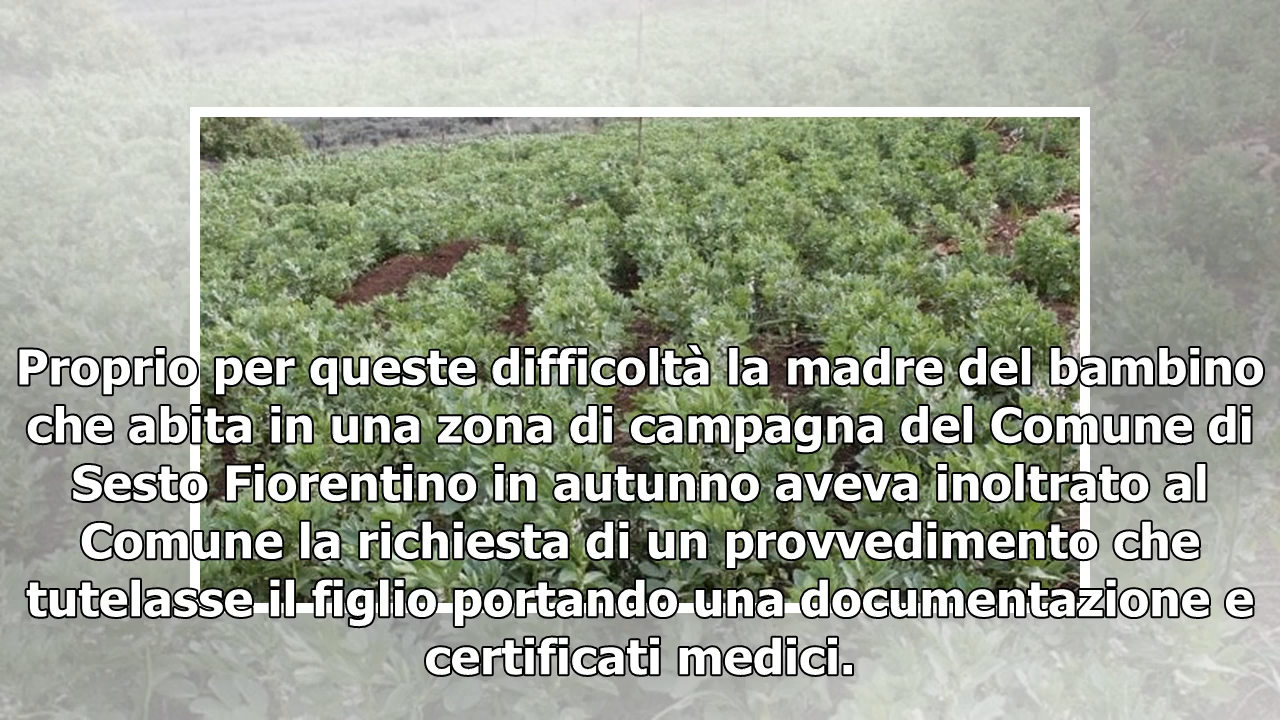 Proprio per queste difficoltà la madre del bambino
che abita in una zona di campagna del Comune di
Sesto Fiorentino in autunno aveva inoltrato al
Comune la richiesta di un provvedimento che
tutelasse il figlio portando una documentazione e
certificati medici.